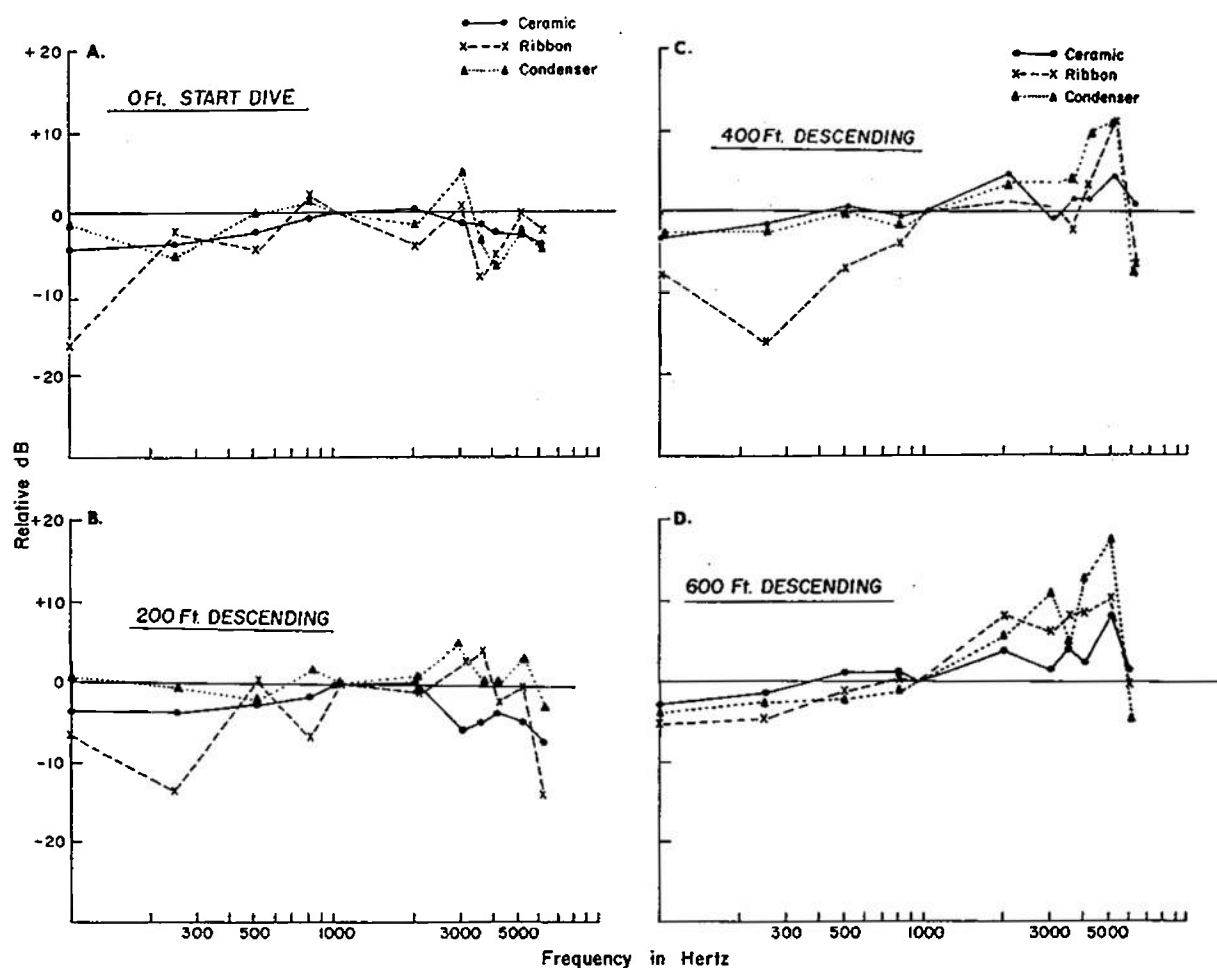 A.
Ceramic
Ribbon
Condenser
0 Ft. START DIVE
+20
+10
0
-10
-20
C.
Ceramic
Ribbon
Condenser
400 Ft. DESCENDING
Relative dB
B.
200 Ft. DESCENDING
+20
+10
0
-10
-20
300 500 1000 3000 5000
D.
600 Ft. DESCENDING
300 500 1000 3000 5000
Frequency in Hertz